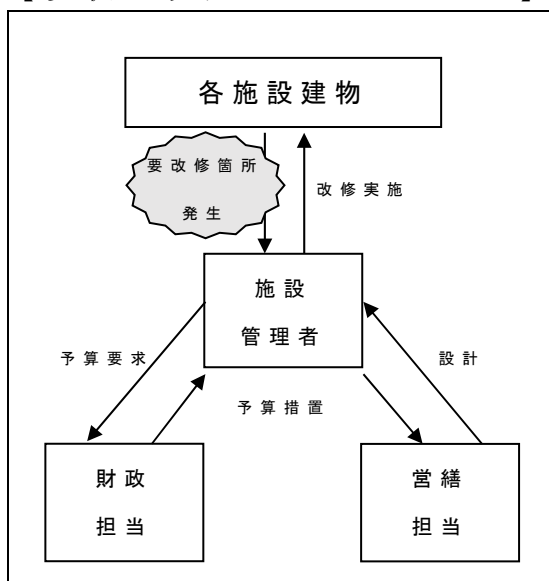 各施設建物
要改修箇所
発生
改修実施
施設
管理者
予算要求
設計
予算措置
財政
担当
営繕
担当